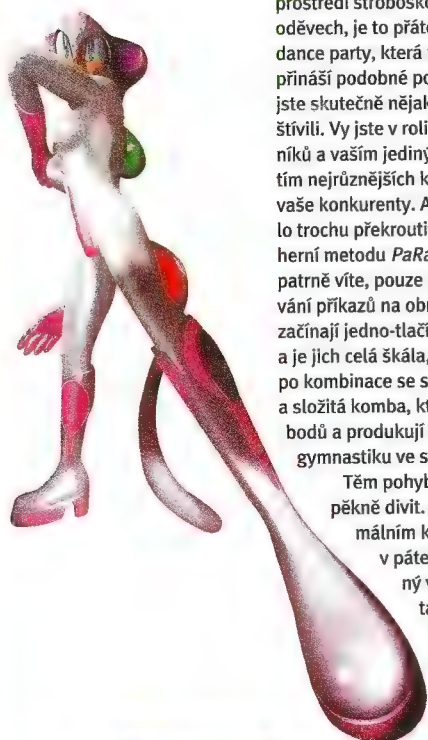 prostředí stroboske
oděvech, je to přáte
dance party, která
přináší podobné po
jste skutečně nějak
štívili. Vy jste v roli
níků a vaším jediný
tím nejrůznějších k
vaše konkurenty. A
lo trochu překrouti
herní metodu PaRa
patrně víte, pouze
vání příkazů na obr
začínají jedno-tlačí
a je jich celá škála,
po kombinace se s
a složitá komba, kt
bodů a produkují
gymnastiku ve s
Těm pohyb
pěkně divit.
málním k
v páte
ný v
ta